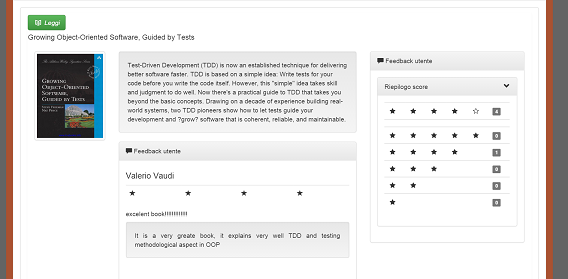 Leggi
Growing Object-Oriented Software, Guided by Tests
GROWING
OBJECT-ORIENTED
SOFTWARE,
GUIDED BY TESTS
Test-Driven Development (TDD) is now an established technique for delivering
better software faster. TDD is based on a simple idea: Write tests for your
code before you write the code itself. However, this "simple" idea takes skill
and judgment to do well. Now there's a practical guide to TDD that takes you
beyond the basic concepts. Drawing on a decade of experience building real-
world systems, two TDD pioneers show how to let tests guide your
development and ?grow? software that is coherent, reliable, and maintainable.
Feedback utente
Valerio Vaudi
excelent book!!!!!!!!!!!!!
It is a very greate book, it explains very well TDD and testing
methodological aspect in OOP
Feedback utente
Riepilogo score
4
0
1
0
0
0